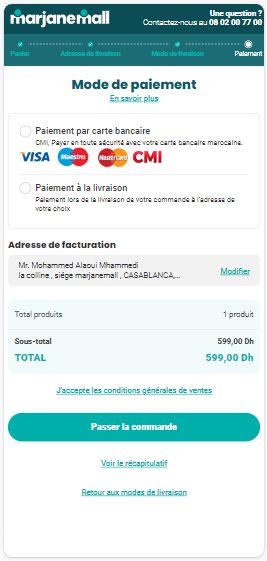 marjanemall
Une question ?
Contactez-nous au 08 02 00 77 00
Panier
Adresse de livraison
Mode de livraison
Paiement
Mode de paiement
En savoir plus
Paiement par carte bancaire
CMI, Payer en toute sécurité avec votre carte bancaire marocaine.
VISA
Maestro
MasterCard
CMI
Paiement à la livraison
Paiement lors de la livraison de votre commande à l'adresse de
votre choix
Adresse de facturation
Mr. Mohammed Alaoui Mhammedi
la colline , siége marjanemall , CASABLANCA,...
Modifier
Total produits
1 produit
Sous-total
599,00 Dh
TOTAL
599,00 Dh
J'accepte les conditions générales de ventes
Passer la commande
Voir le récapitulatif
Retour aux modes de livraison